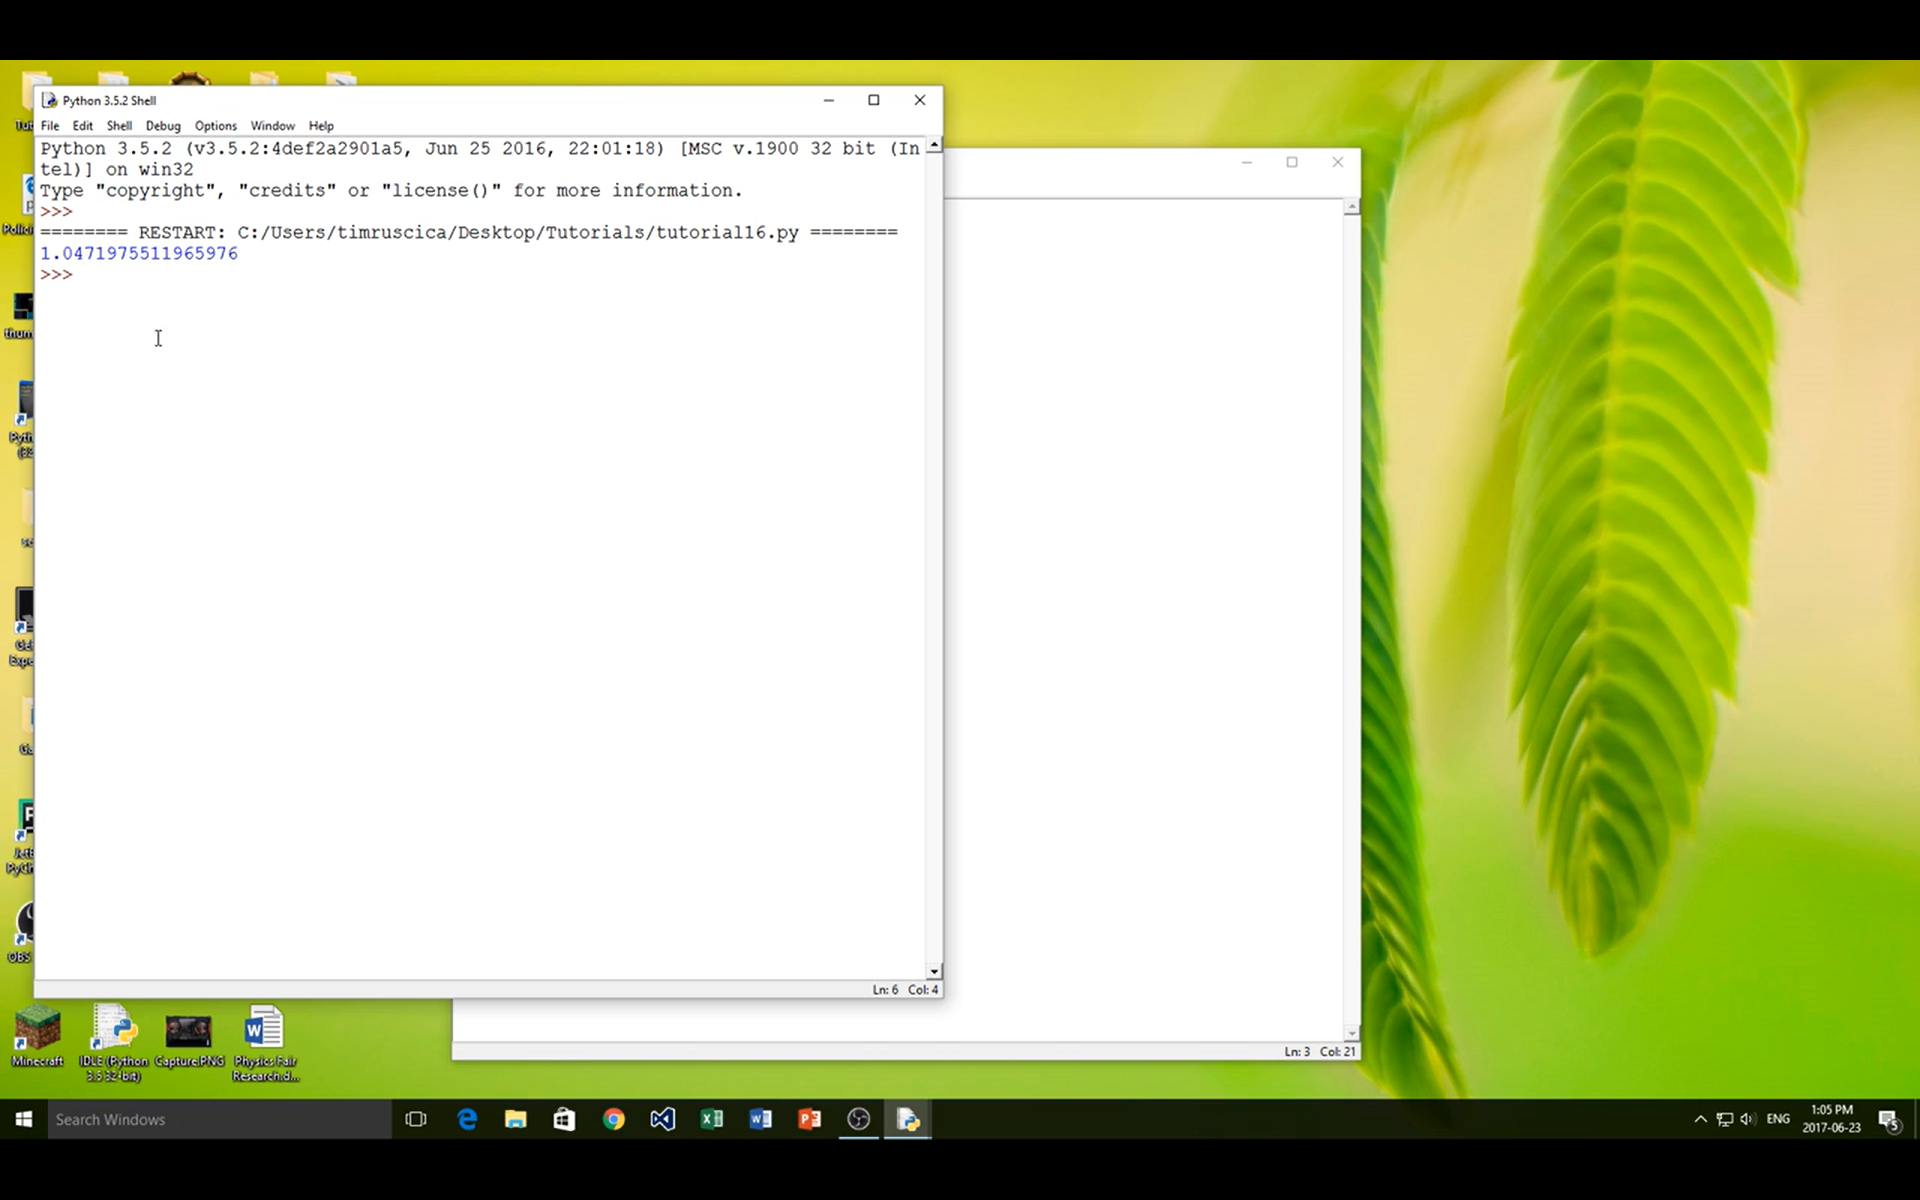 Python 3.5.2 Shell
File Edit Shell Debug Options Window Help
Python 3.5.2 (v3.5.2:4def2a2901a5, Jun 25 2016, 22:01:18) [MSC v.1900 32 bit (In
tel)] on win32
Type "copyright", "credits" or "license()" for more information.
>>>
======== RESTART: C:/Users/timruscica/Desktop/Tutorials/tutorial16.py ========
1.0471975511965976
>>>
Ln: 6 Col: 4
Ln: 3 Col: 21
Minecraft
IDLE (Python
3.5 32-bit)
Capture.PNG
Physics Fair
Research.d...
Search Windows
ENG
1:05 PM
2017-06-23
5